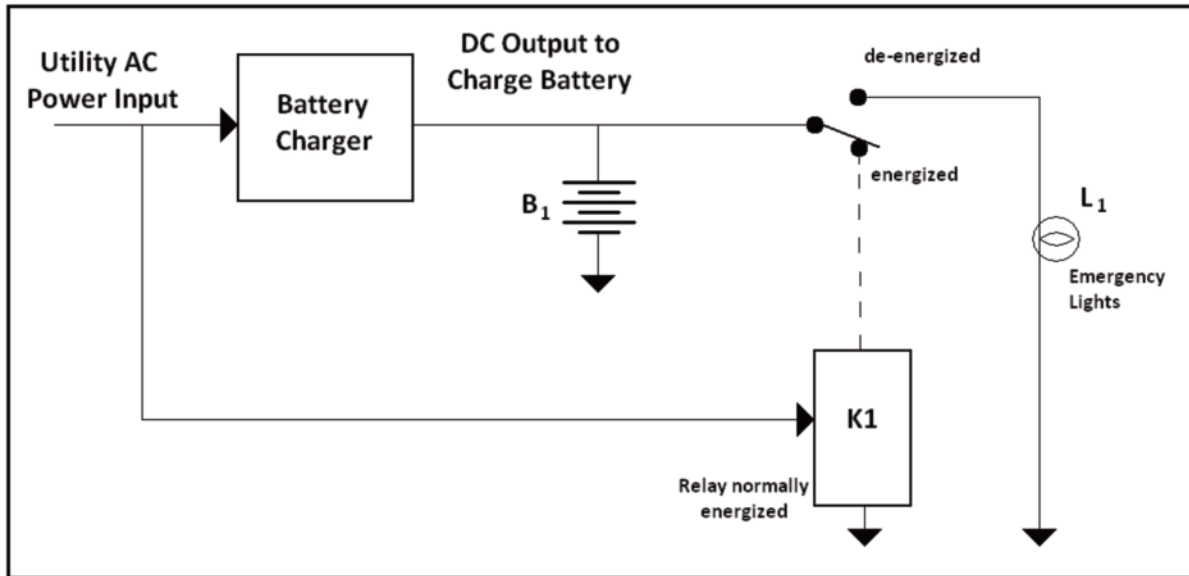 Utility AC
Power Input
Battery
Charger
DC Output to
Charge Battery
de-energized
energized
B1
L1
Emergency
Lights
K1
Relay normally
energized